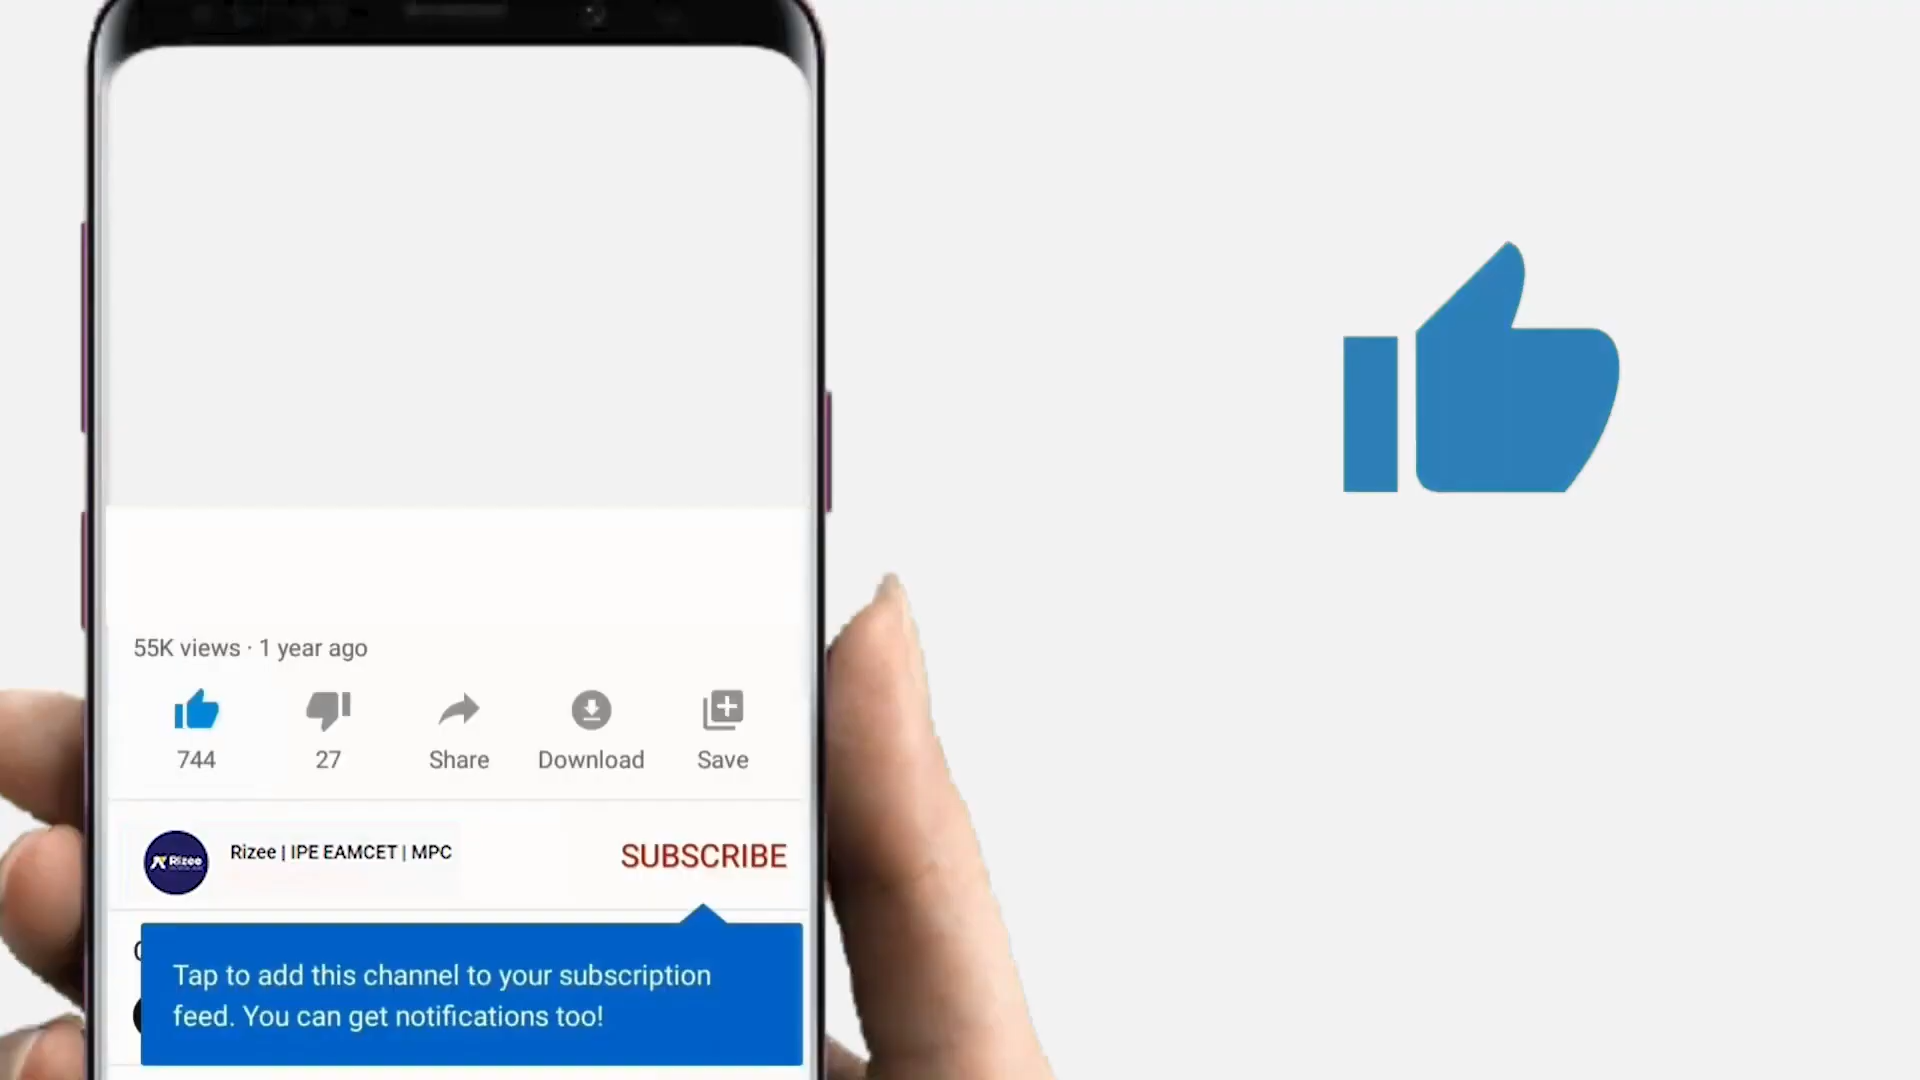 55K views · 1 year ago
744
27
Share
Download
Save
Rizee
Rizee | IPE EAMCET | MPC
SUBSCRIBE
Tap to add this channel to your subscription
feed. You can get notifications too!